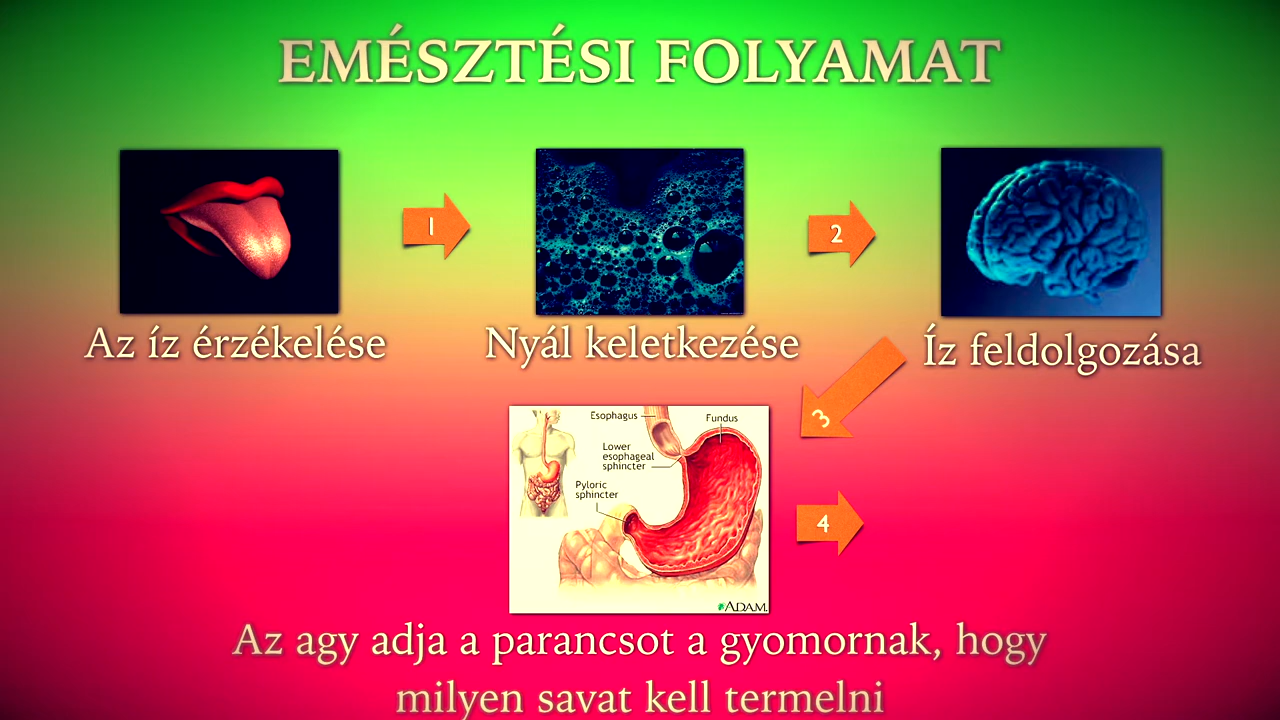 EMÉSZTÉSI FOLYAMAT
1
2
Az íz érzékelése
Nyál keletkezése
Íz feldolgozása
3
Esophagus
Fundus
Lower
esophageal
sphincter
Pyloric
sphincter
4
ADAM.
Az agy adja a parancsot a gyomornak, hogy
milyen savat kell termelni